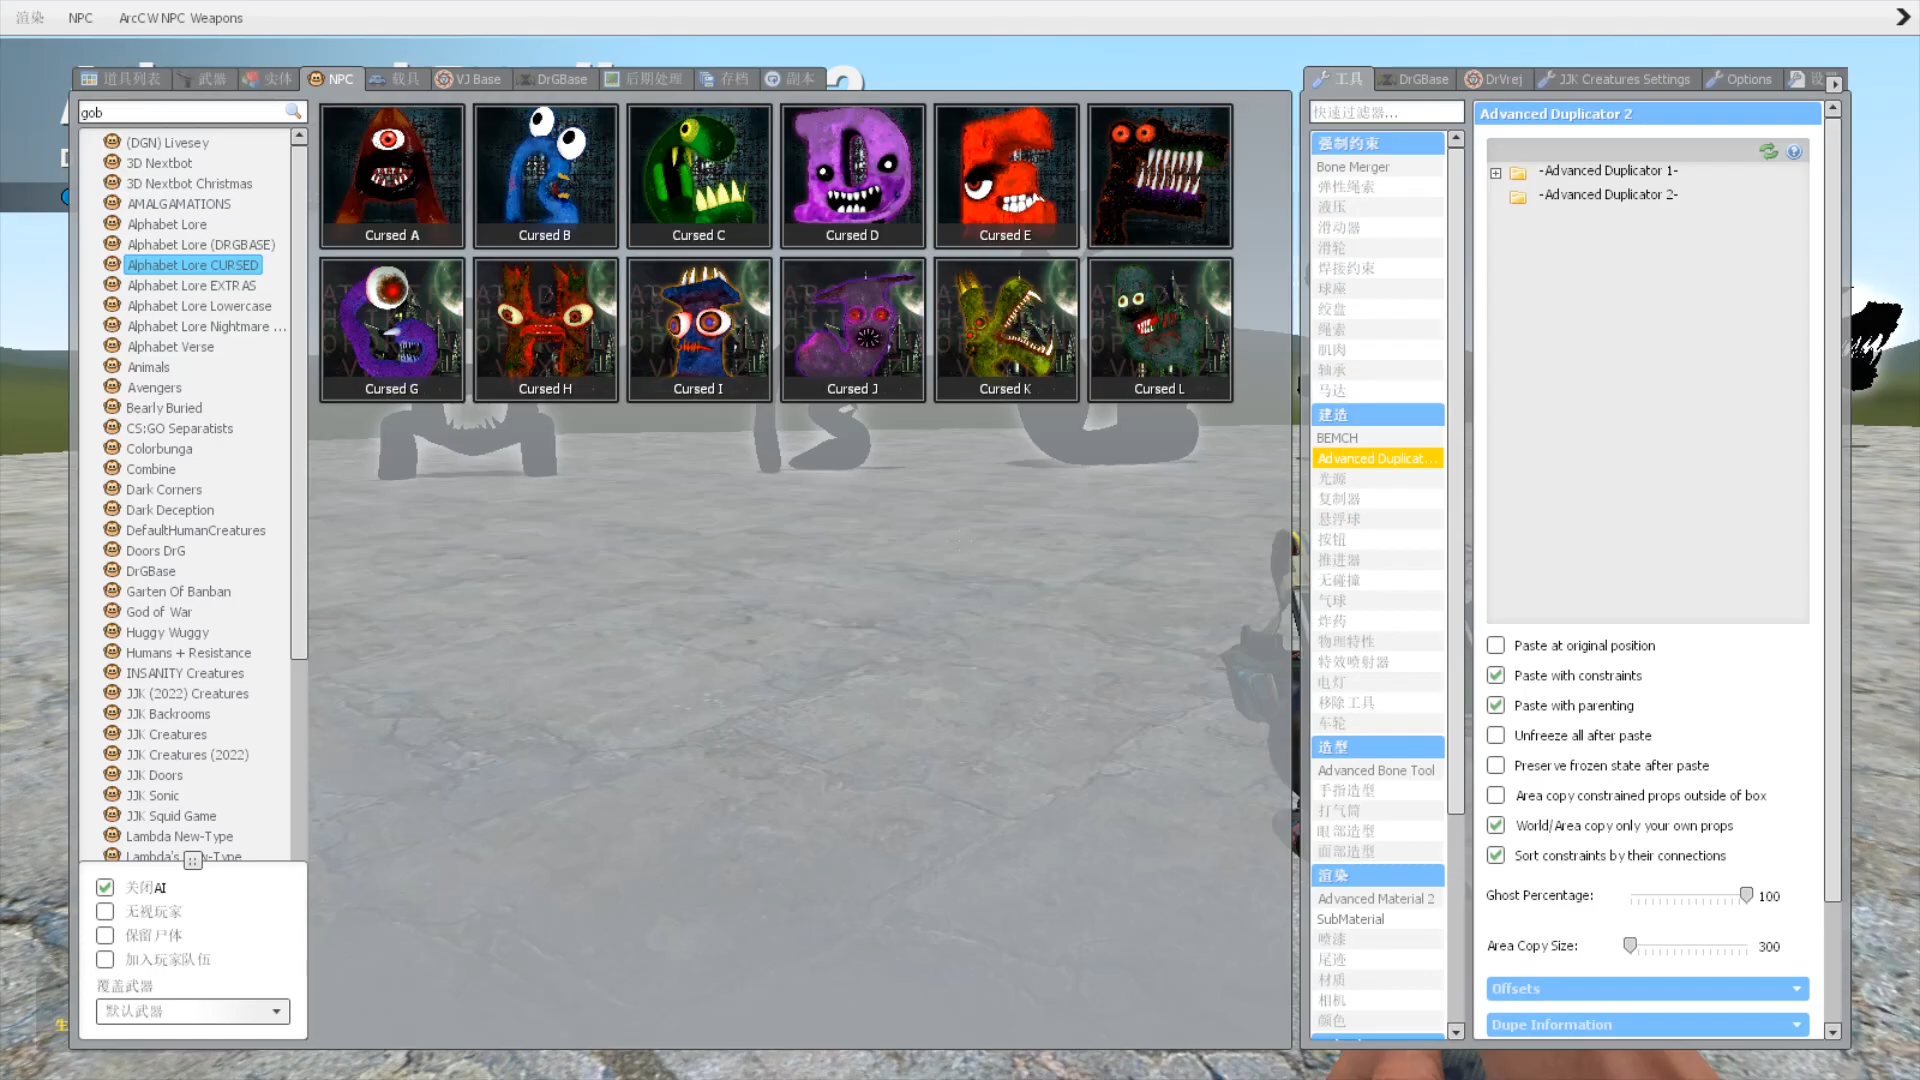 渲染 NPC ArcCW NPC Weapons
道具列表 武器 实体 NPC 载具 VJ Base DrGBase 后期处理 存档 副本
gob
(DGN) Livesey
3D Nextbot
3D Nextbot Christmas
AMALGAMATIONS
Alphabet Lore
Alphabet Lore (DRGBASE)
Alphabet Lore CURSED
Alphabet Lore EXTRAS
Alphabet Lore Lowercase
Alphabet Lore Nightmare ...
Alphabet Verse
Animals
Avengers
Bearly Buried
CS:GO Separatists
Colorbunga
Combine
Dark Corners
Dark Deception
DefaultHumanCreatures
Doors DrG
DrGBase
Garten Of Banban
God of War
Huggy Wuggy
Humans + Resistance
INSANITY Creatures
JJK (2022) Creatures
JJK Backrooms
JJK Creatures
JJK Creatures (2022)
JJK Doors
JJK Sonic
JJK Squid Game
Lambda New-Type
关闭AI
无视玩家
保留尸体
加入玩家队伍
覆盖武器
默认武器
Cursed A
Cursed B
Cursed C
Cursed D
Cursed E
Cursed G
Cursed H
Cursed I
Cursed J
Cursed K
Cursed L
工具 DrGBase DrVrej JJK Creatures Settings Options
快速过滤器...
强制约束
Bone Merger
弹性绳索
液压
滑动器
滑轮
焊接约束
球座
绞盘
绳索
肌肉
轴承
马达
建造
BEMCH
Advanced Duplicat...
光源
复制器
悬浮球
按钮
推进器
无碰撞
气球
炸药
物理特性
特效喷射器
电灯
移除工具
车轮
造型
Advanced Bone Tool
手指造型
打气筒
眼部造型
面部造型
渲染
Advanced Material 2
SubMaterial
喷漆
尾迹
材质
相机
颜色
Advanced Duplicator 2
-Advanced Duplicator 1-
-Advanced Duplicator 2-
Paste at original position
Paste with constraints
Paste with parenting
Unfreeze all after paste
Preserve frozen state after paste
Area copy constrained props outside of box
World/Area copy only your own props
Sort constraints by their connections
Ghost Percentage: 100
Area Copy Size: 300
Offsets
Dupe Information